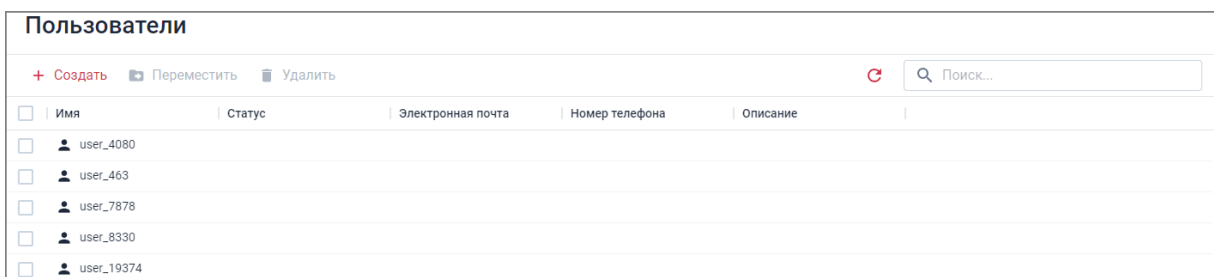 Пользователи
+ Создать Переместить Удалить Поиск...
Имя Статус Электронная почта Номер телефона Описание
user_4080
user_463
user_7878
user_8330
user_19374